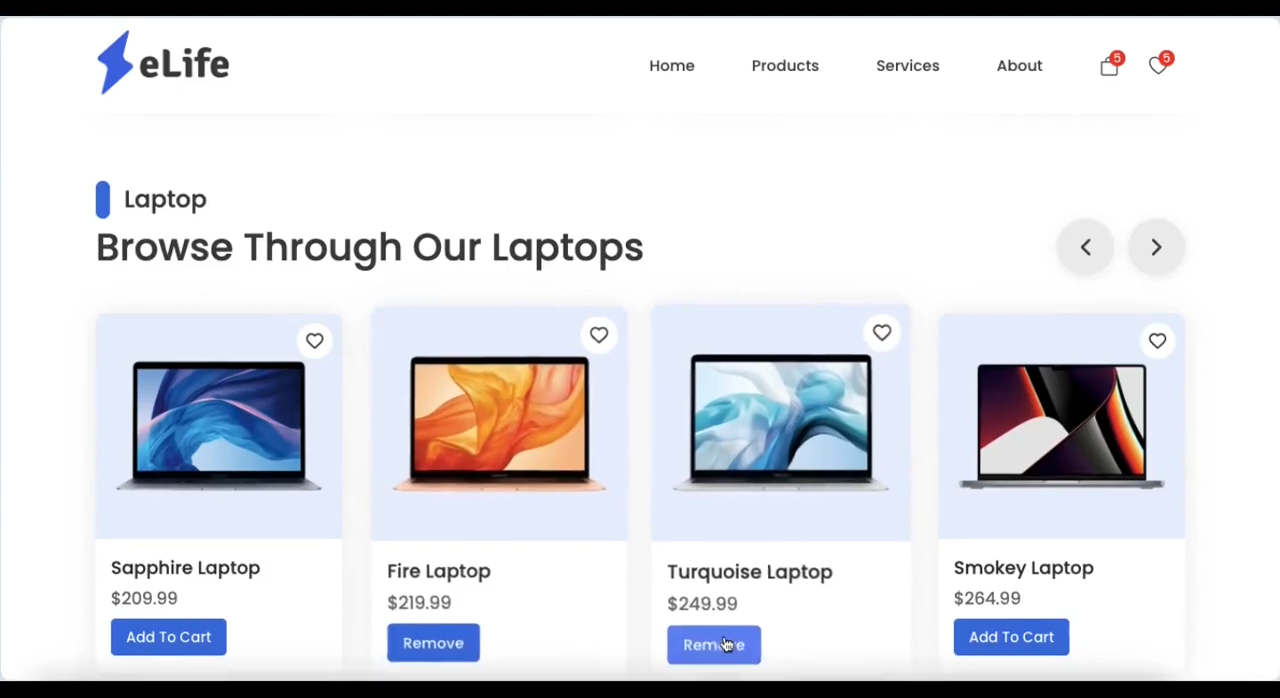 eLife
Home Products Services About 5 5
Laptop
Browse Through Our Laptops
Sapphire Laptop
$209.99
Add To Cart
Fire Laptop
$219.99
Remove
Turquoise Laptop
$249.99
Remove
Smokey Laptop
$264.99
Add To Cart